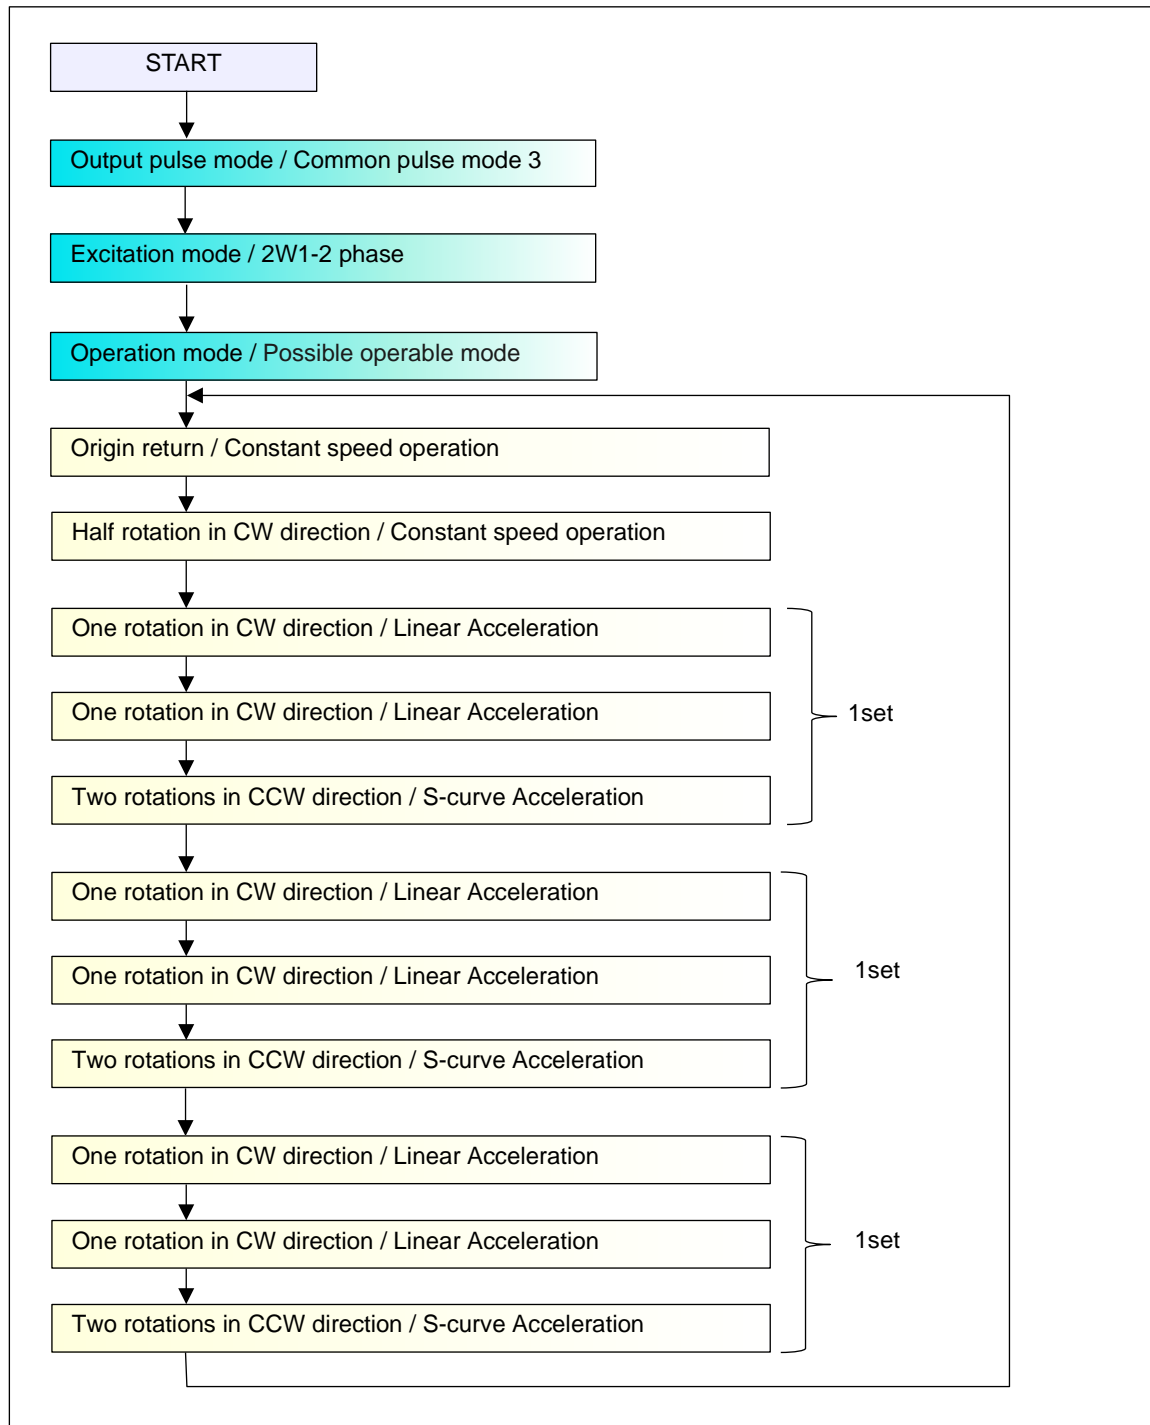 START
Output pulse mode / Common pulse mode 3
Excitation mode / 2W1-2 phase
Operation mode / Possible operable mode
Origin return / Constant speed operation
Half rotation in CW direction / Constant speed operation
One rotation in CW direction / Linear Acceleration
One rotation in CW direction / Linear Acceleration
1set
Two rotations in CCW direction / S-curve Acceleration
One rotation in CW direction / Linear Acceleration
One rotation in CW direction / Linear Acceleration
1set
Two rotations in CCW direction / S-curve Acceleration
One rotation in CW direction / Linear Acceleration
One rotation in CW direction / Linear Acceleration
1set
Two rotations in CCW direction / S-curve Acceleration